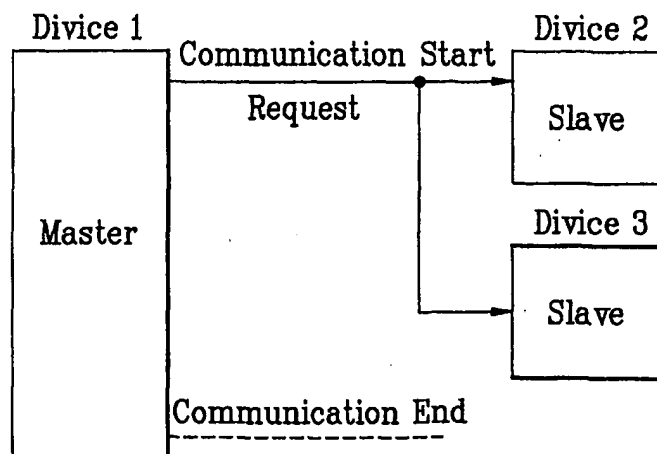 Divice 1
Communication Start
Request
Divice 2
Slave
Master
Divice 3
Slave
Communication End